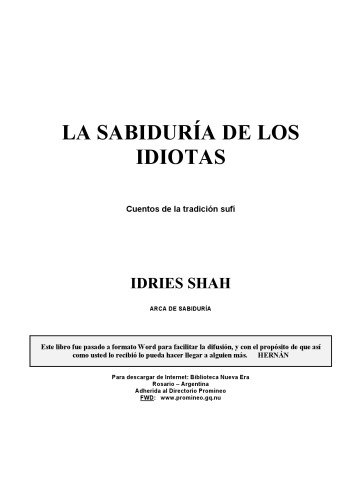 LA SABIDURÍA DE LOS
IDIOTAS
Cuentos de la tradición sufí
IDRIES SHAH
ARCA DE SABIDURÍA
Este libro fue pasado a formato Word para facilitar la difusión, y con el propósito de que así
como usted lo recibió lo pueda hacer llegar a alguien más. HERNÁN
Para descargar de Internet: Biblioteca Nueva Era
Rosario – Argentina
Adherida al Directorio Promineo
FWD: www.promineo.gq.nu